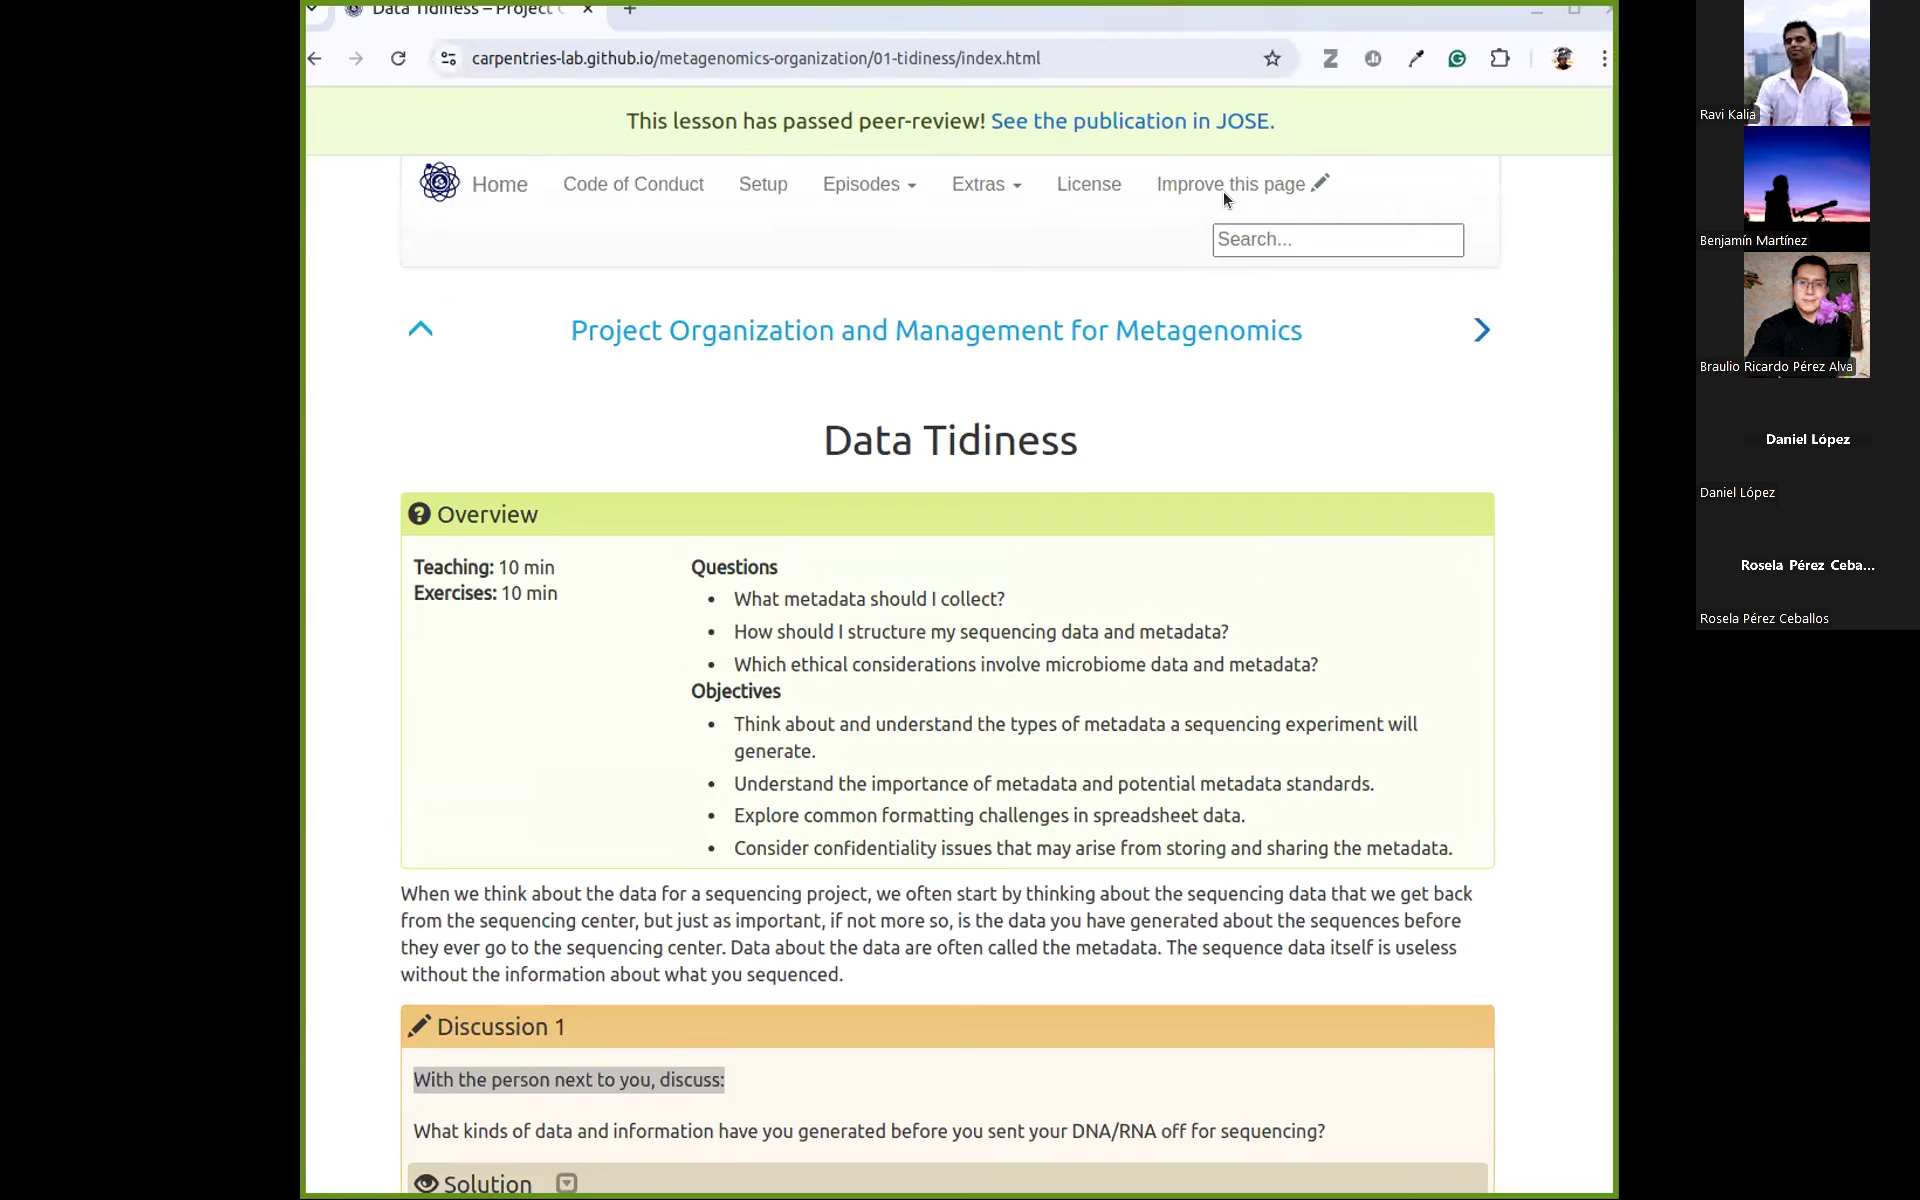 Data Tidiness – Project
carpentries-lab.github.io/metagenomics-organization/01-tidiness/index.html
This lesson has passed peer-review! See the publication in JOSE.
Home Code of Conduct Setup Episodes Extras License Improve this page
Search...
Project Organization and Management for Metagenomics
Data Tidiness
Overview
Teaching: 10 min
Exercises: 10 min
Questions
What metadata should I collect?
How should I structure my sequencing data and metadata?
Which ethical considerations involve microbiome data and metadata?
Objectives
Think about and understand the types of metadata a sequencing experiment will
generate.
Understand the importance of metadata and potential metadata standards.
Explore common formatting challenges in spreadsheet data.
Consider confidentiality issues that may arise from storing and sharing the metadata.
When we think about the data for a sequencing project, we often start by thinking about the sequencing data that we get back
from the sequencing center, but just as important, if not more so, is the data you have generated about the sequences before
they ever go to the sequencing center. Data about the data are often called the metadata. The sequence data itself is useless
without the information about what you sequenced.
Discussion 1
With the person next to you, discuss:
What kinds of data and information have you generated before you sent your DNA/RNA off for sequencing?
Solution
Ravi Kalia
Benjamín Martínez
Braulio Ricardo Pérez Alva
Daniel López
Daniel López
Rosela Pérez Ceba...
Rosela Pérez Ceballos